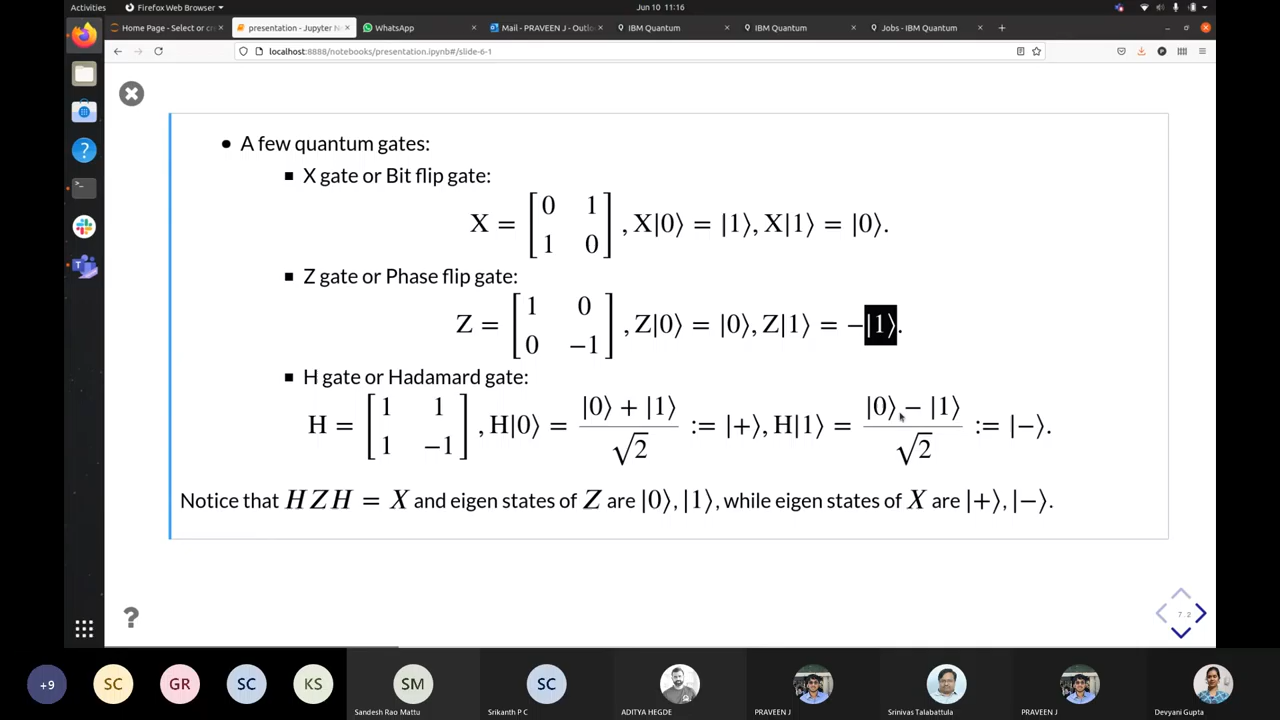 Activities Firefox Web Browser Jun 10 11:16
Home Page - Select or cr presentation - Jupyter N WhatsApp Mail - PRAVEEN J - Outlo IBM Quantum IBM Quantum Jobs - IBM Quantum
localhost:8888/notebooks/presentation.ipynb#/slide-6-1
• A few quantum gates:
▪ X gate or Bit flip gate:
X = [0 1; 1 0], X|0⟩ = |1⟩, X|1⟩ = |0⟩.
▪ Z gate or Phase flip gate:
Z = [1 0; 0 −1], Z|0⟩ = |0⟩, Z|1⟩ = −|1⟩.
▪ H gate or Hadamard gate:
H = [1 1; 1 −1], H|0⟩ = (|0⟩ + |1⟩)/√2 := |+⟩, H|1⟩ = (|0⟩ − |1⟩)/√2 := |−⟩.
Notice that HZH = X and eigen states of Z are |0⟩, |1⟩, while eigen states of X are |+⟩, |−⟩.
?
7.2
+9 SC GR SC KS SM SC
Sandesh Rao Mattu Srikanth P C ADITYA HEGDE PRAVEEN J Srinivas Talabattula PRAVEEN J Devyani Gupta